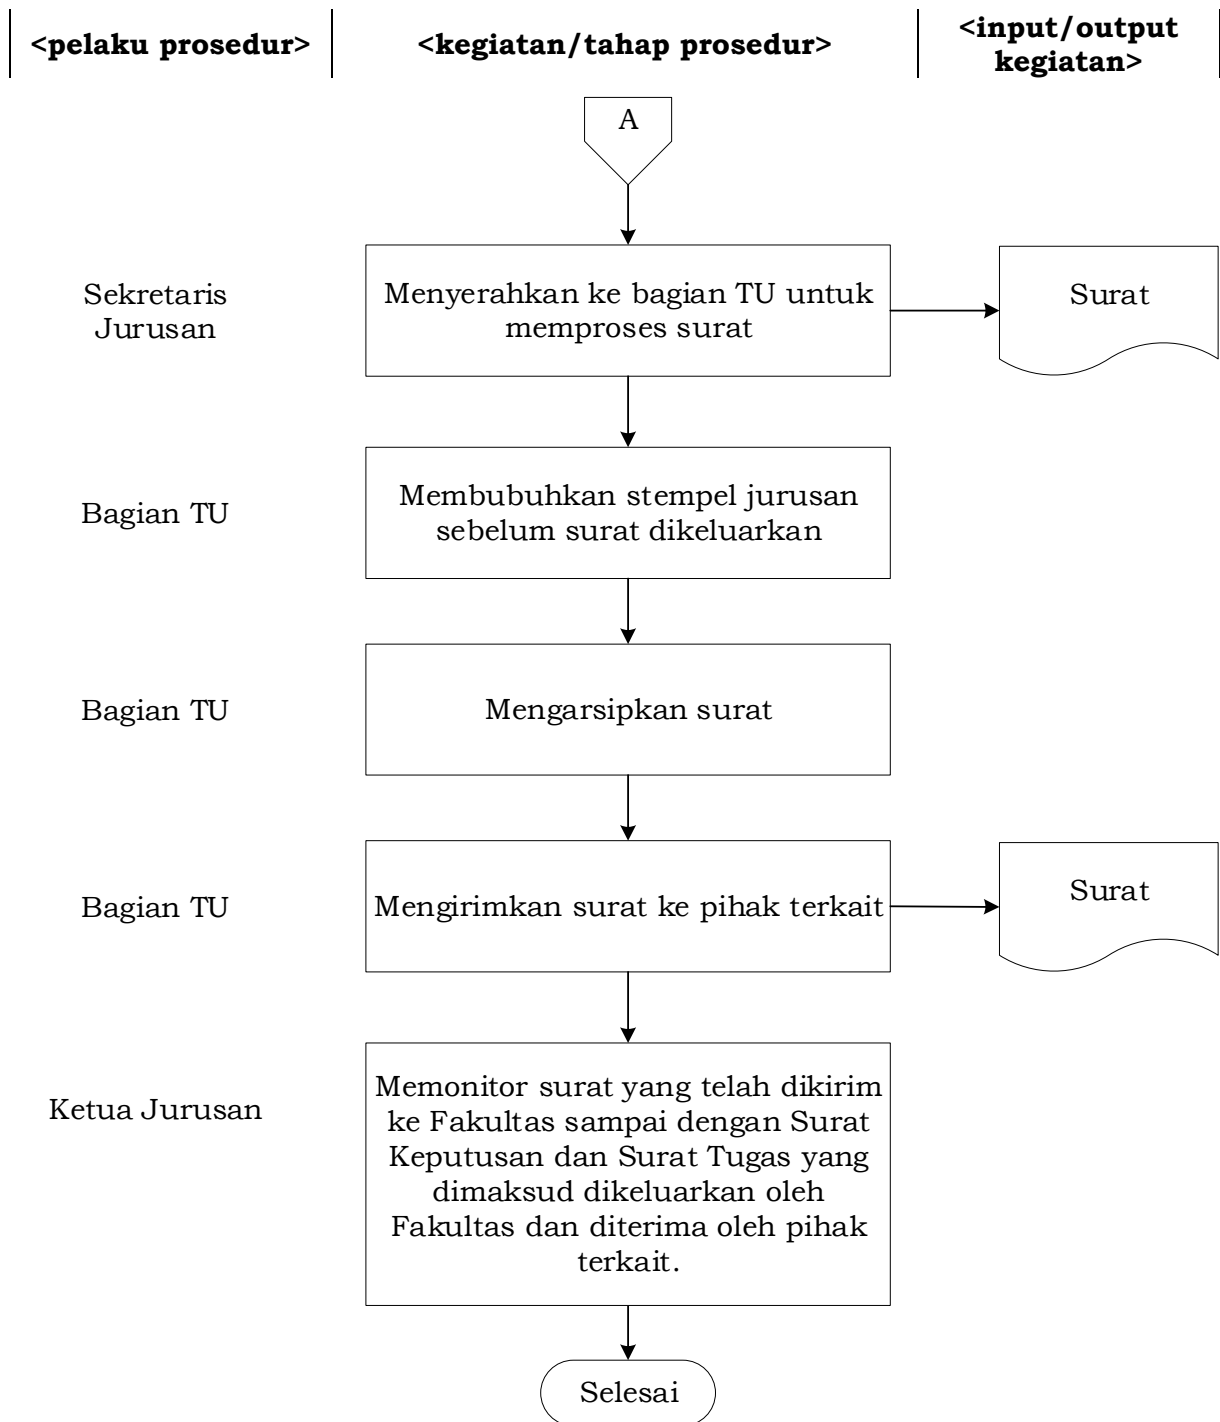 <pelaku prosedur>
<kegiatan/tahap prosedur>
<input/output
kegiatan>
A
Sekretaris
Jurusan
Menyerahkan ke bagian TU untuk
memproses surat
Surat
Bagian TU
Membubuhkan stempel jurusan
sebelum surat dikeluarkan
Bagian TU
Mengarsipkan surat
Bagian TU
Mengirimkan surat ke pihak terkait
Surat
Ketua Jurusan
Memonitor surat yang telah dikirim
ke Fakultas sampai dengan Surat
Keputusan dan Surat Tugas yang
dimaksud dikeluarkan oleh
Fakultas dan diterima oleh pihak
terkait.
Selesai